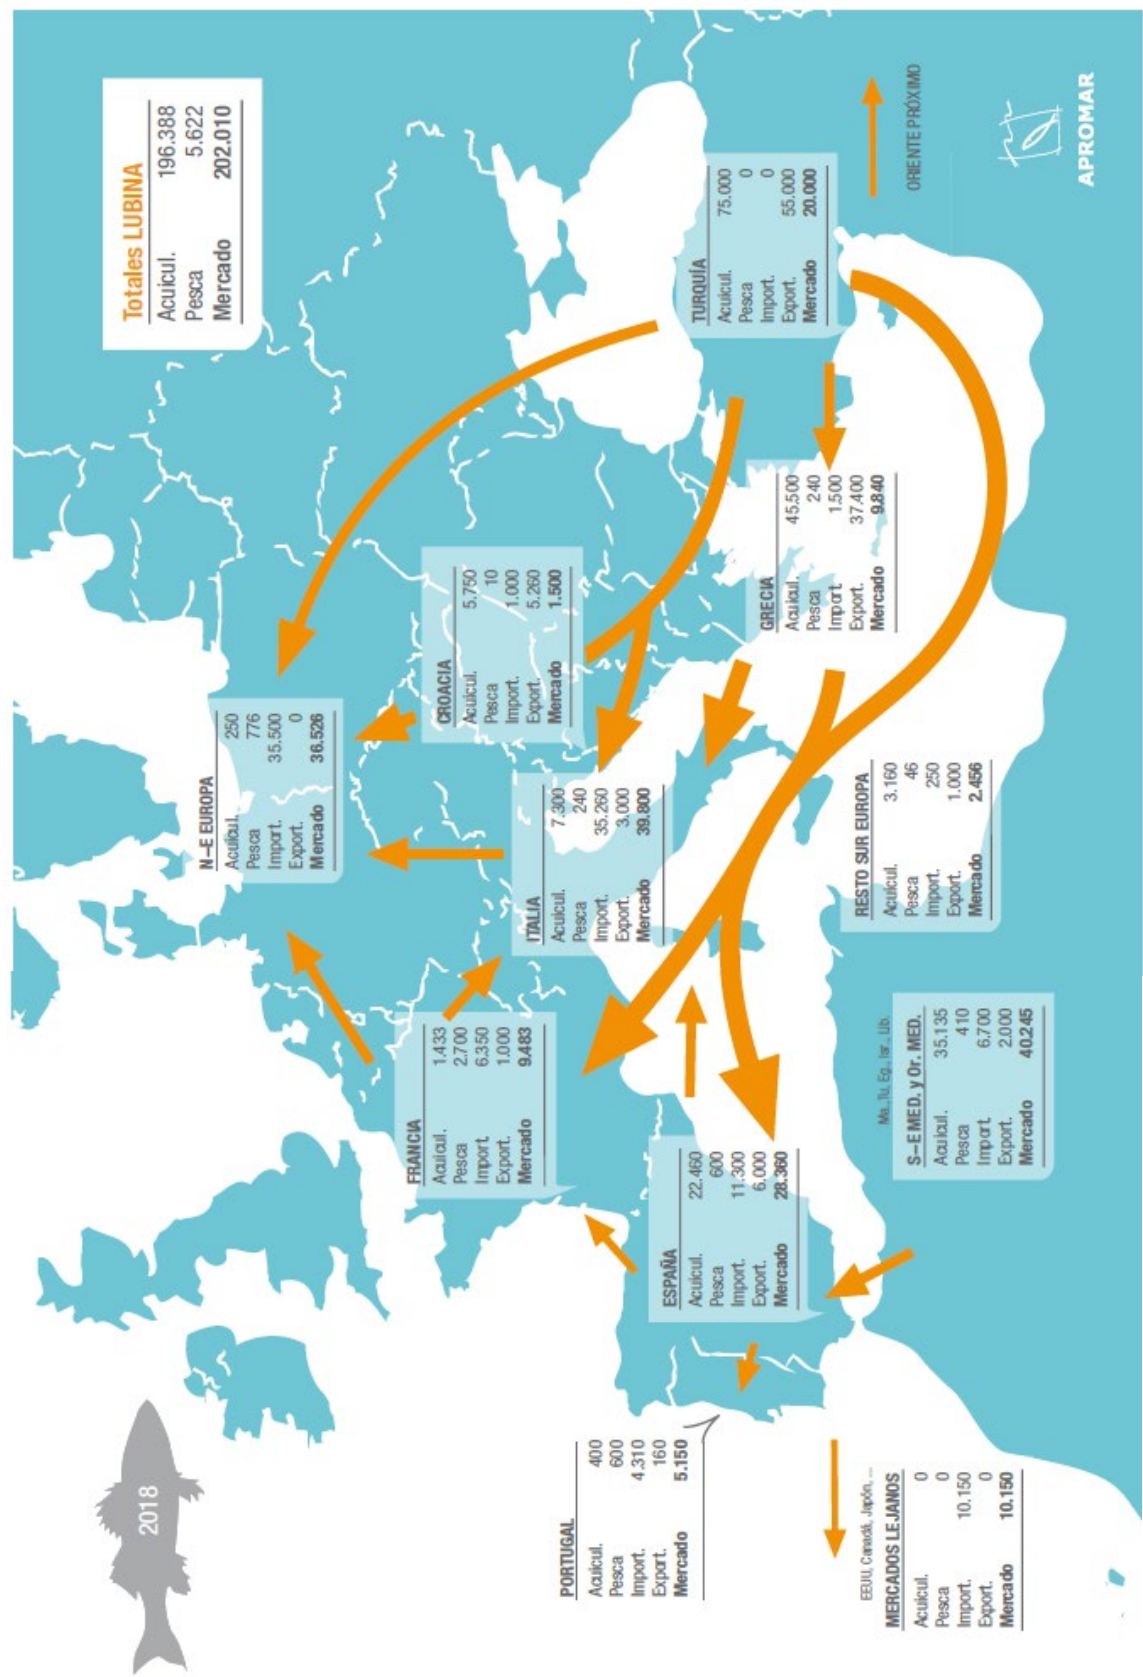 2018
Totales LUBINA
Acuicul. 196.388
Pesca 5.622
Mercado 202.010
N-E EUROPA
Acuicul. 250
Pesca 776
Import. 35.500
Export. 0
Mercado 36.526
FRANCIA
Acuicul. 1.433
Pesca 2.700
Import. 6.350
Export. 1.000
Mercado 9.483
CROACIA
Acuicul. 5.750
Pesca 10
Import. 1.000
Export. 5.260
Mercado 1.500
ITALIA
Acuicul. 7.300
Pesca 240
Import. 35.260
Export. 3.000
Mercado 39.800
PORTUGAL
Acuicul. 400
Pesca 600
Import. 4.310
Export. 160
Mercado 5.150
ESPAÑA
Acuicul. 22.460
Pesca 600
Import. 11.300
Export. 6.000
Mercado 28.360
TURQUÍA
Acuicul. 75.000
Pesca 0
Import. 0
Export. 55.000
Mercado 20.000
GRECIA
Acuicul. 45.500
Pesca 240
Import. 1.500
Export. 37.400
Mercado 9.840
RESTO SUR EUROPA
Acuicul. 3.160
Pesca 46
Import. 250
Export. 1.000
Mercado 2.456
EEUU, Canadá, Japón, ...
MERCADOS LEJANOS
Acuicul. 0
Pesca 0
Import. 10.150
Export. 0
Mercado 10.150
Ma., Tu, Eg., Isr., Lib.
S-E MED. y Or. MED.
Acuicul. 35.135
Pesca 410
Import. 6.700
Export. 2.000
Mercado 40.245
ORIENTE PRÓXIMO
APROMAR